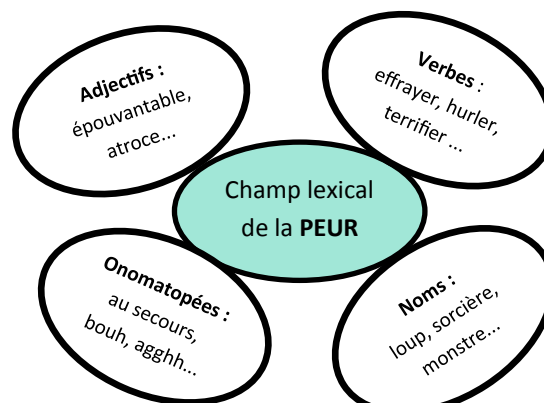 Adjectifs :
épouvantable,
atroce...
Verbes :
effrayer, hurler,
terrifier ...
Champ lexical
de la PEUR
Onomatopées :
au secours,
bouh, agghh...
Noms :
loup, sorcière,
monstre...